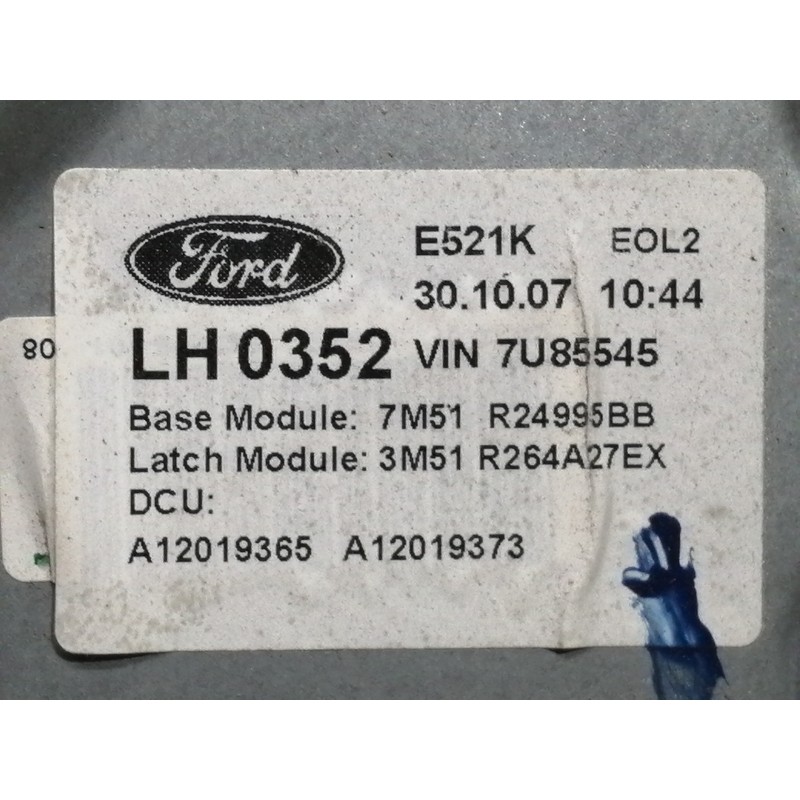 Ford
E521K EOL2
30.10.07 10:44
LH 0352 VIN 7U85545
Base Module: 7M51 R24995BB
Latch Module: 3M51 R264A27EX
DCU:
A12019365 A12019373
08